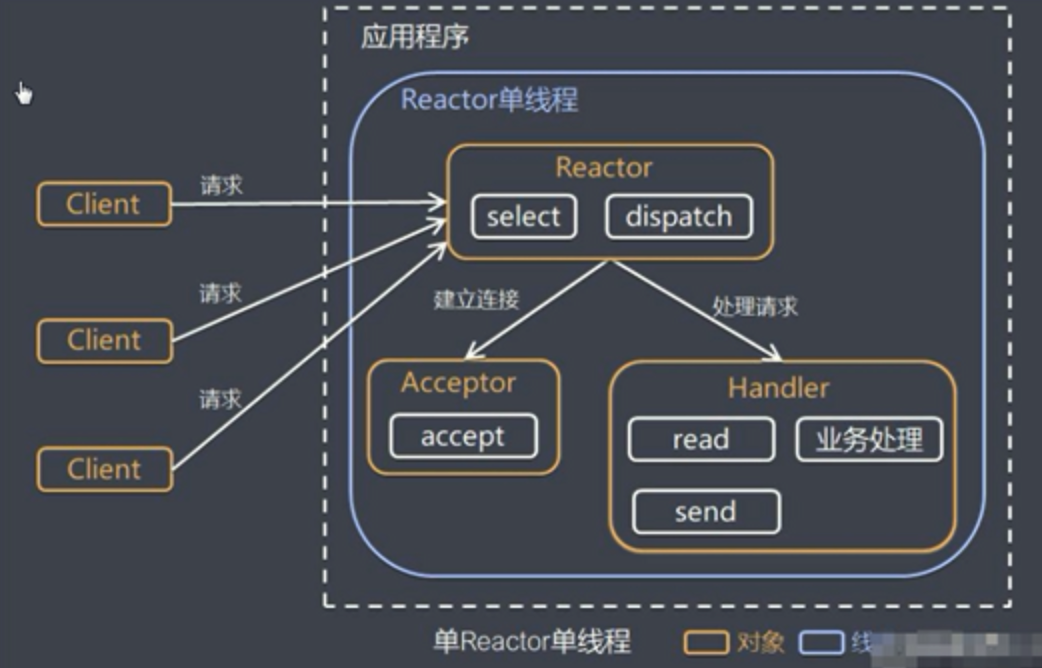 应用程序
Reactor单线程
Reactor
select
dispatch
Client
请求
Client
请求
Client
请求
建立连接
处理请求
Acceptor
accept
Handler
read
业务处理
send
单Reactor单线程
对象
线